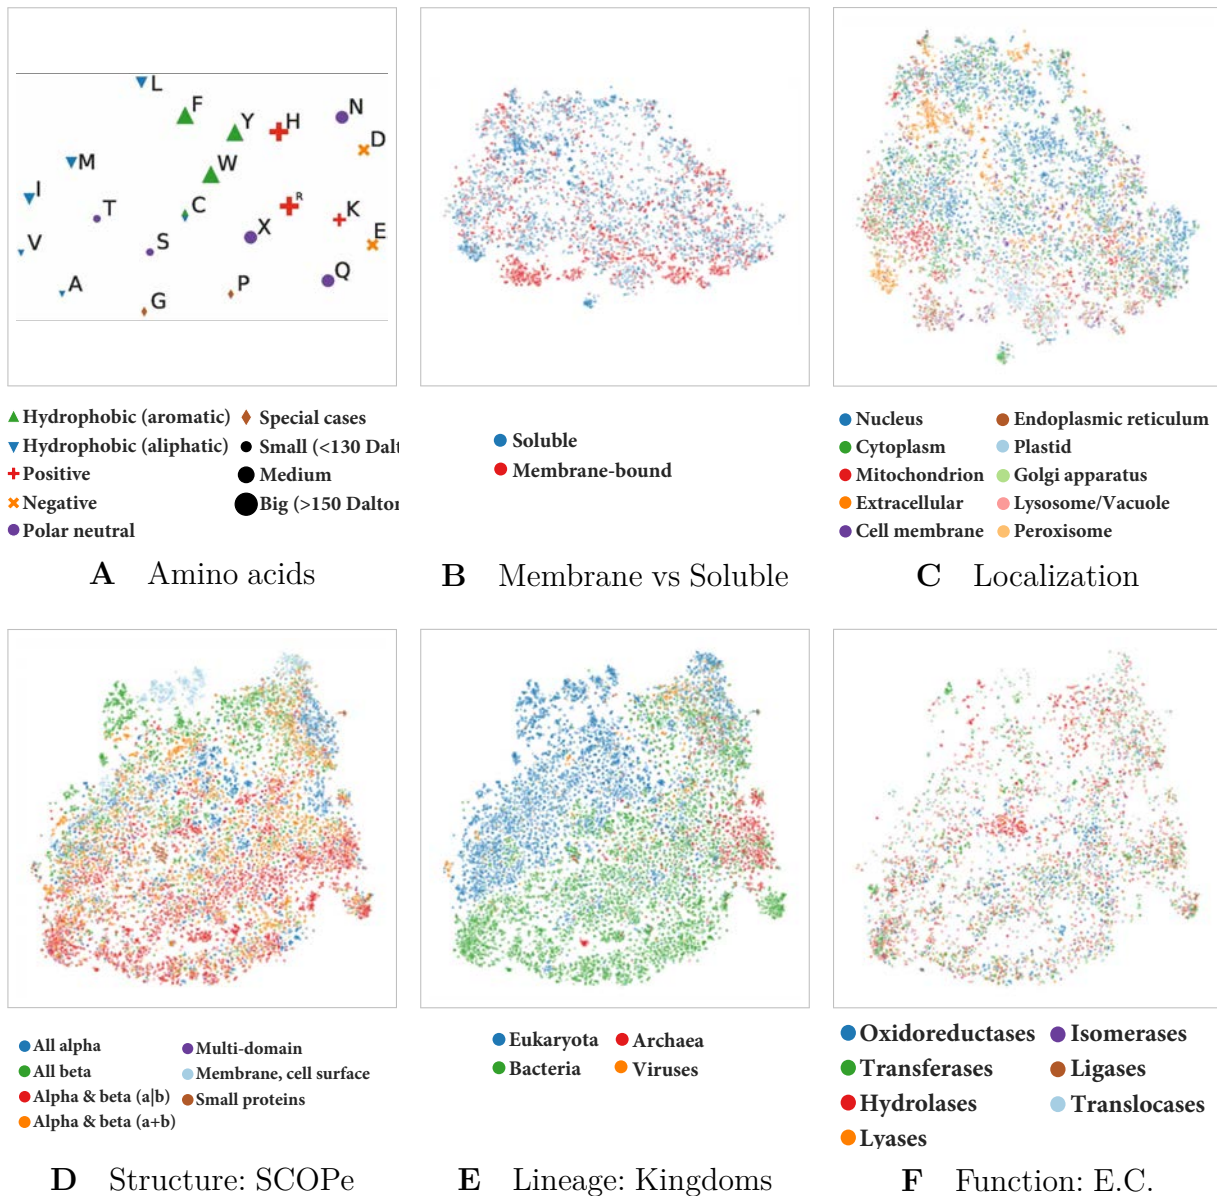 L
F
Y
H
N
D
M
W
I
T
C
R
K
V
S
X
E
A
G
P
Q
Hydrophobic (aromatic)
Special cases
Hydrophobic (aliphatic)
Small (<130 Dalt
Positive
Medium
Negative
Big (>150 Dalton
Polar neutral
A Amino acids
Soluble
Membrane-bound
B Membrane vs Soluble
Nucleus
Endoplasmic reticulum
Cytoplasm
Plastid
Mitochondrion
Golgi apparatus
Extracellular
Lysosome/Vacuole
Cell membrane
Peroxisome
C Localization
All alpha
Multi-domain
All beta
Membrane, cell surface
Alpha & beta (a|b)
Small proteins
Alpha & beta (a+b)
D Structure: SCOPe
Eukaryota
Archaea
Bacteria
Viruses
E Lineage: Kingdoms
Oxidoreductases
Isomerases
Transferases
Ligases
Hydrolases
Translocases
Lyases
F Function: E.C.